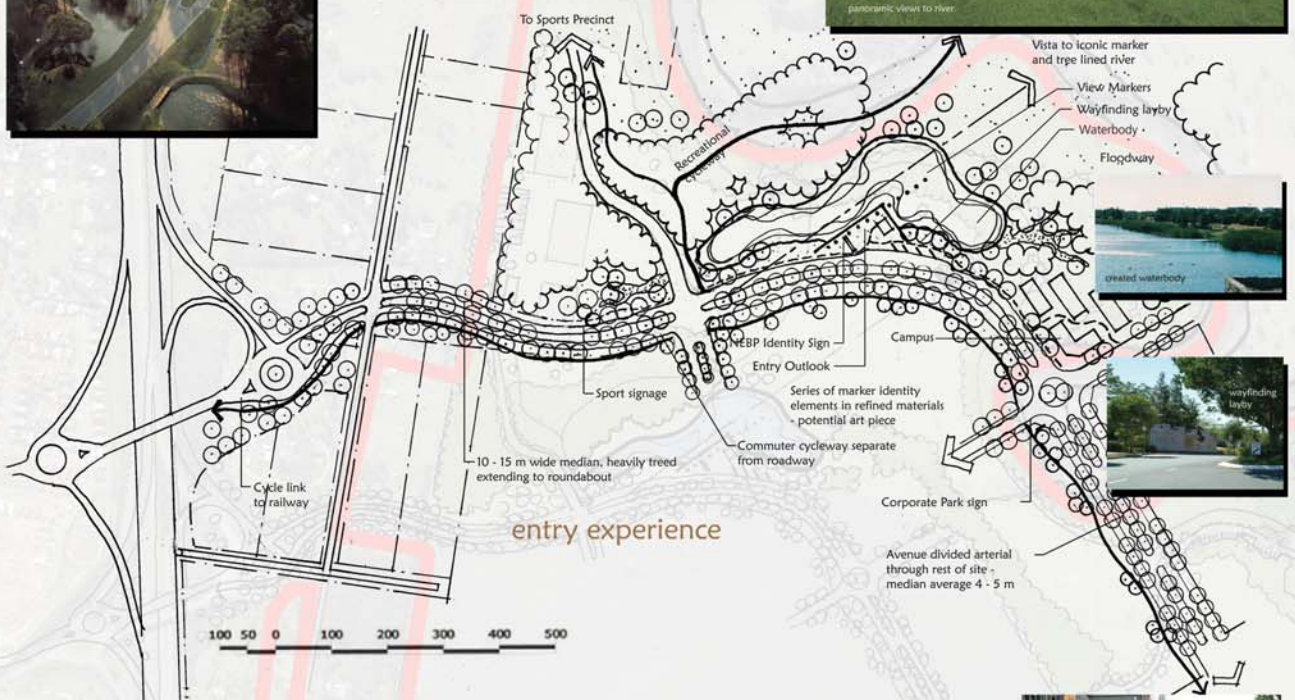 panoramic views to river
To Sports Precinct
Vista to iconic marker
and tree lined river
View Markers
Wayfinding layby
Waterbody
Recreational
cycleway
Floodway
created waterbody
NEBP Identity Sign
Campus
Entry Outlook
Sport signage
Series of marker identity
elements in refined materials
- potential art piece
wayfinding
layby
Commuter cycleway separate
from roadway
10 - 15 m wide median, heavily treed
extending to roundabout
Cycle link
to railway
Corporate Park sign
entry experience
Avenue divided arterial
through rest of site -
median average 4 - 5 m
100 50 0 100 200 300 400 500